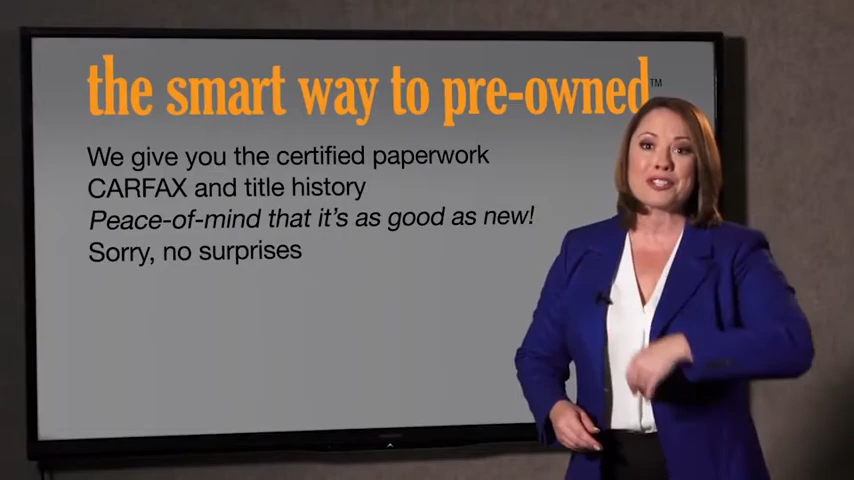 the smart way to pre-owned™
We give you the certified paperwork
CARFAX and title history
Peace-of-mind that it's as good as new!
Sorry, no surprises